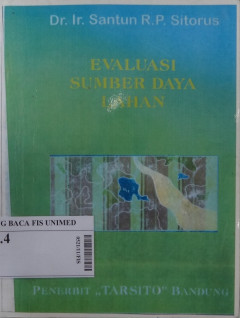 Dr. Ir. Santun R.P. Sitorus
EVALUASI
SUMBER DAYA
LAHAN
G BACA FIS UNIMED
.4
PENERBIT „TARSITO" BANDUNG